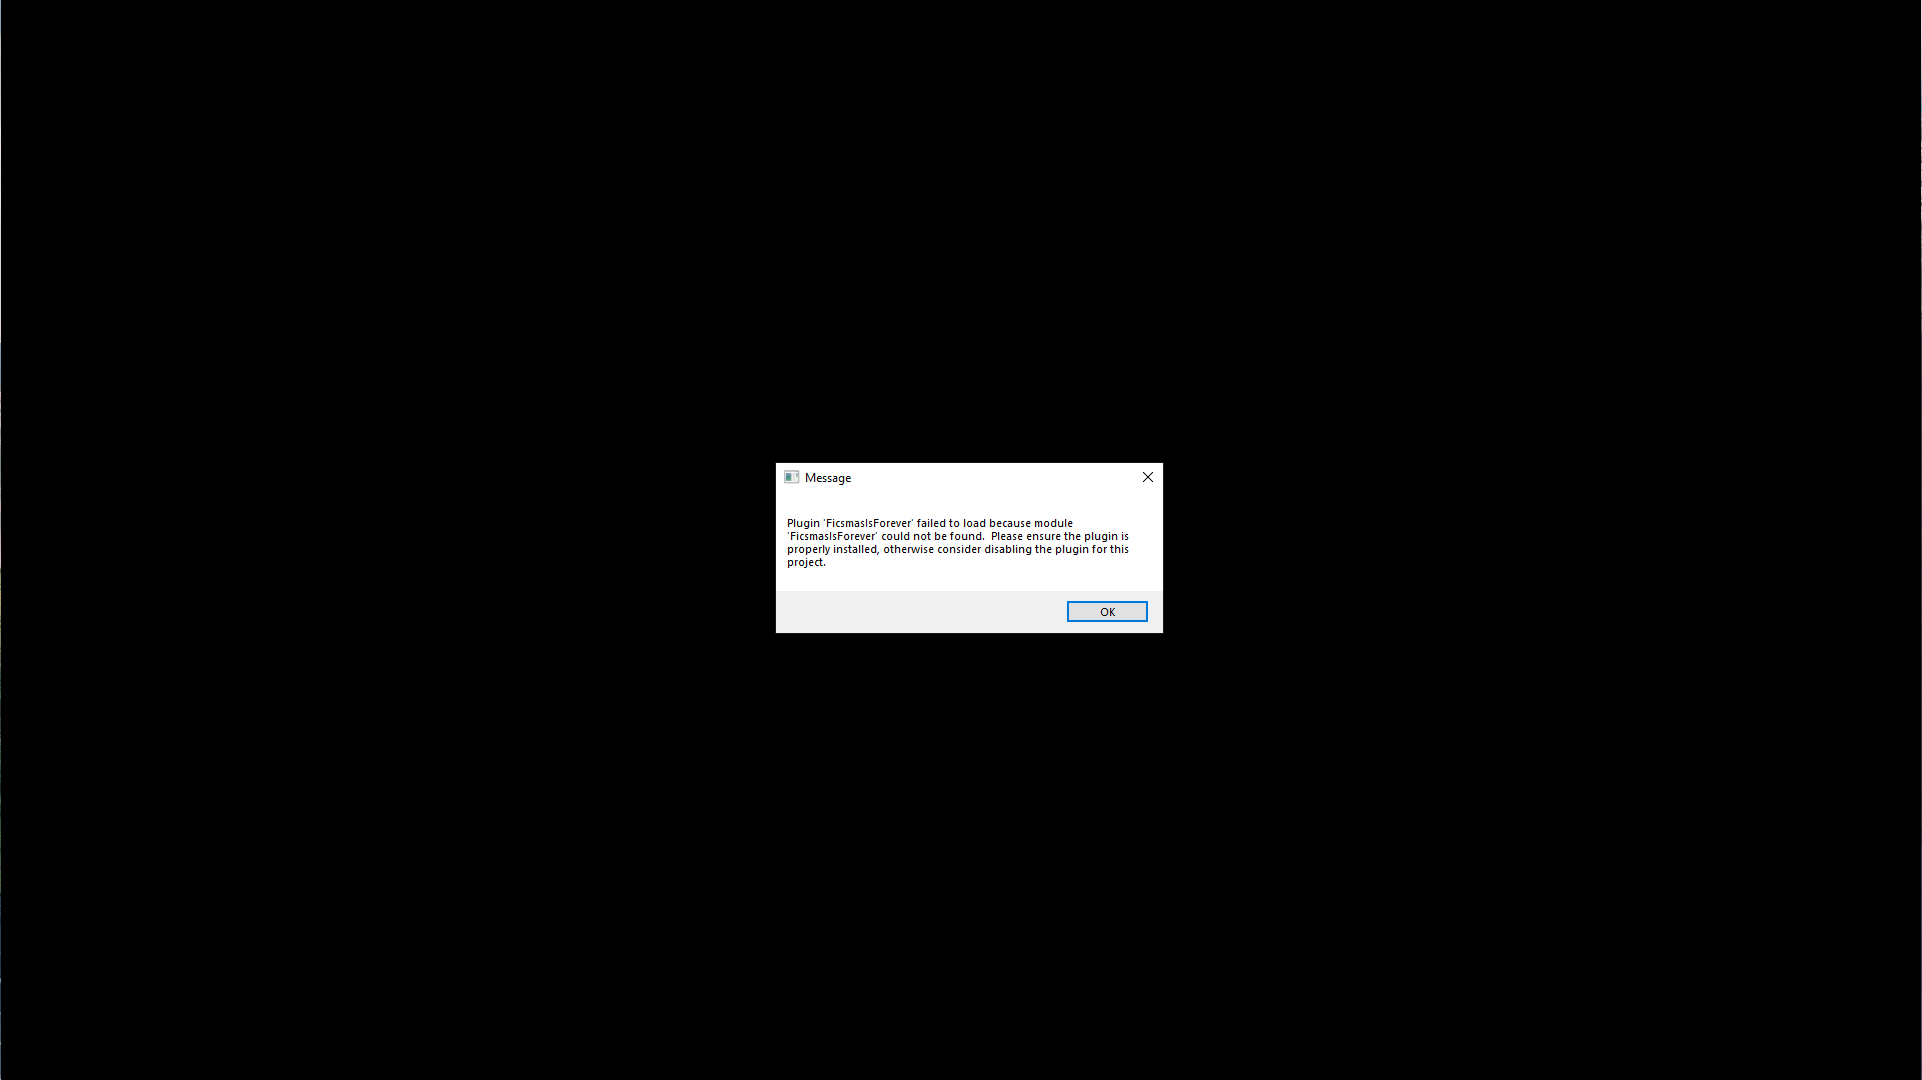 Message
Plugin 'FicsmasIsForever' failed to load because module
'FicsmasIsForever' could not be found.  Please ensure the plugin is
properly installed, otherwise consider disabling the plugin for this
project.
OK